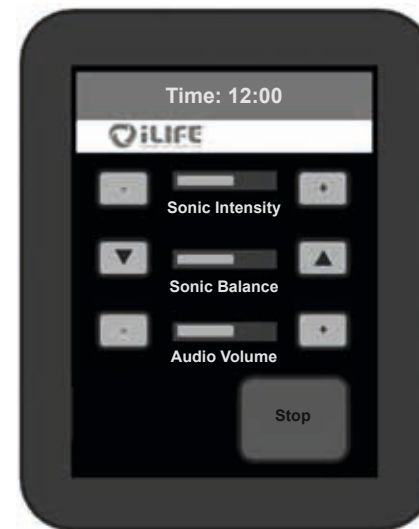 Time: 12:00
iLIFE
- +
Sonic Intensity
▼ ▲
Sonic Balance
- +
Audio Volume
Stop